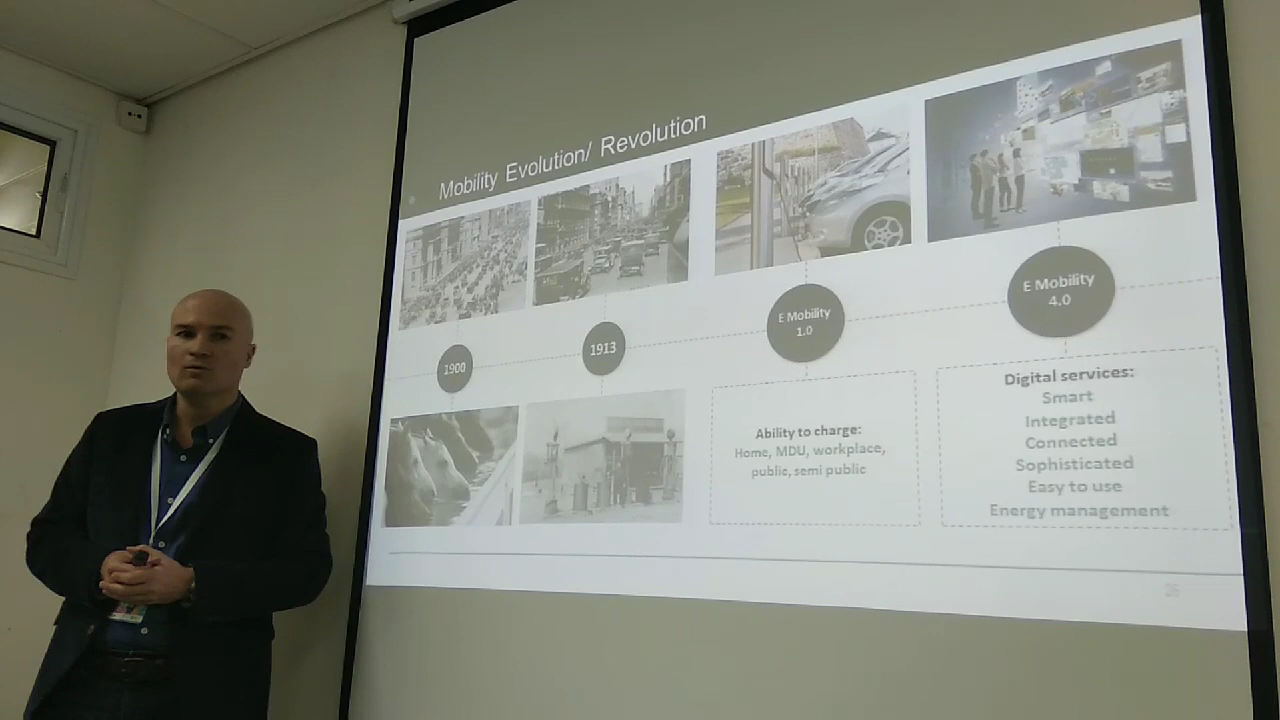 Mobility Evolution/ Revolution
1900
1913
E Mobility
1.0
E Mobility
4.0
Ability to charge:
Home, MDU, workplace,
public, semi public
Digital services:
Smart
Integrated
Connected
Sophisticated
Easy to use
Energy management